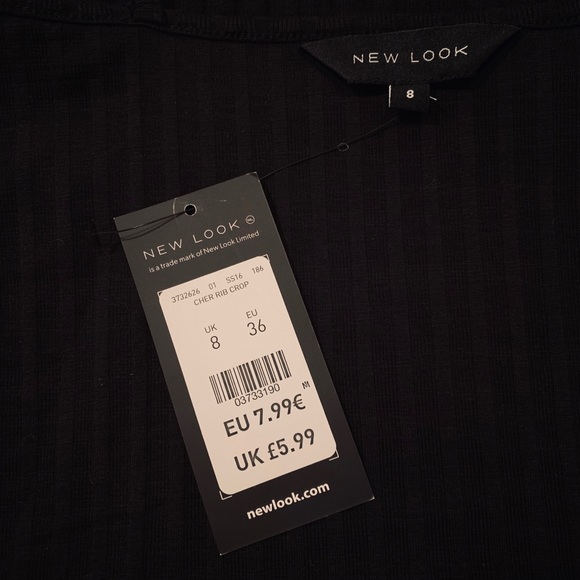 NEW LOOK
8
NEW LOOK
is a trade mark of New Look Limited
3732626 01 SS16 186
CHER RIB CROP
UK EU
8 36
03733190
M
EU 7.99€
UK £5.99
newlook.com